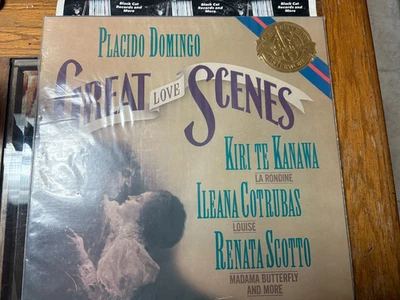 Black Cat
Records and
More
Black Cat
Records and
More
Black Cat
Records and
More
PLACIDO DOMINGO
GREAT LOVE SCENES
KIRI TE KANAWA
LA RONDINE
ILEANA COTRUBAS
LOUISE
RENATA SCOTTO
MADAMA BUTTERFLY
AND MORE